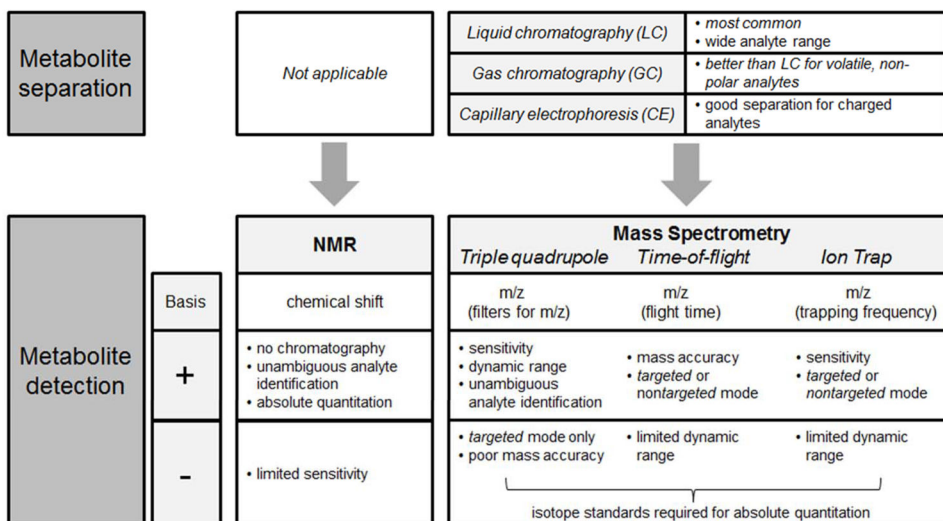 Metabolite
separation
Not applicable
Liquid chromatography (LC)
• most common
• wide analyte range
Gas chromatography (GC)
• better than LC for volatile, non-
polar analytes
Capillary electrophoresis (CE)
• good separation for charged
analytes
Metabolite
detection
NMR
Mass Spectrometry
Triple quadrupole Time-of-flight Ion Trap
Basis
chemical shift
m/z
(filters for m/z)
m/z
(flight time)
m/z
(trapping frequency)
+
• no chromatography
• unambiguous analyte
identification
• absolute quantitation
• sensitivity
• dynamic range
• unambiguous
analyte identification
• mass accuracy
• targeted or
nontargeted mode
• sensitivity
• targeted or
nontargeted mode
-
• limited sensitivity
• targeted mode only
• poor mass accuracy
• limited dynamic
range
• limited dynamic
range
isotope standards required for absolute quantitation